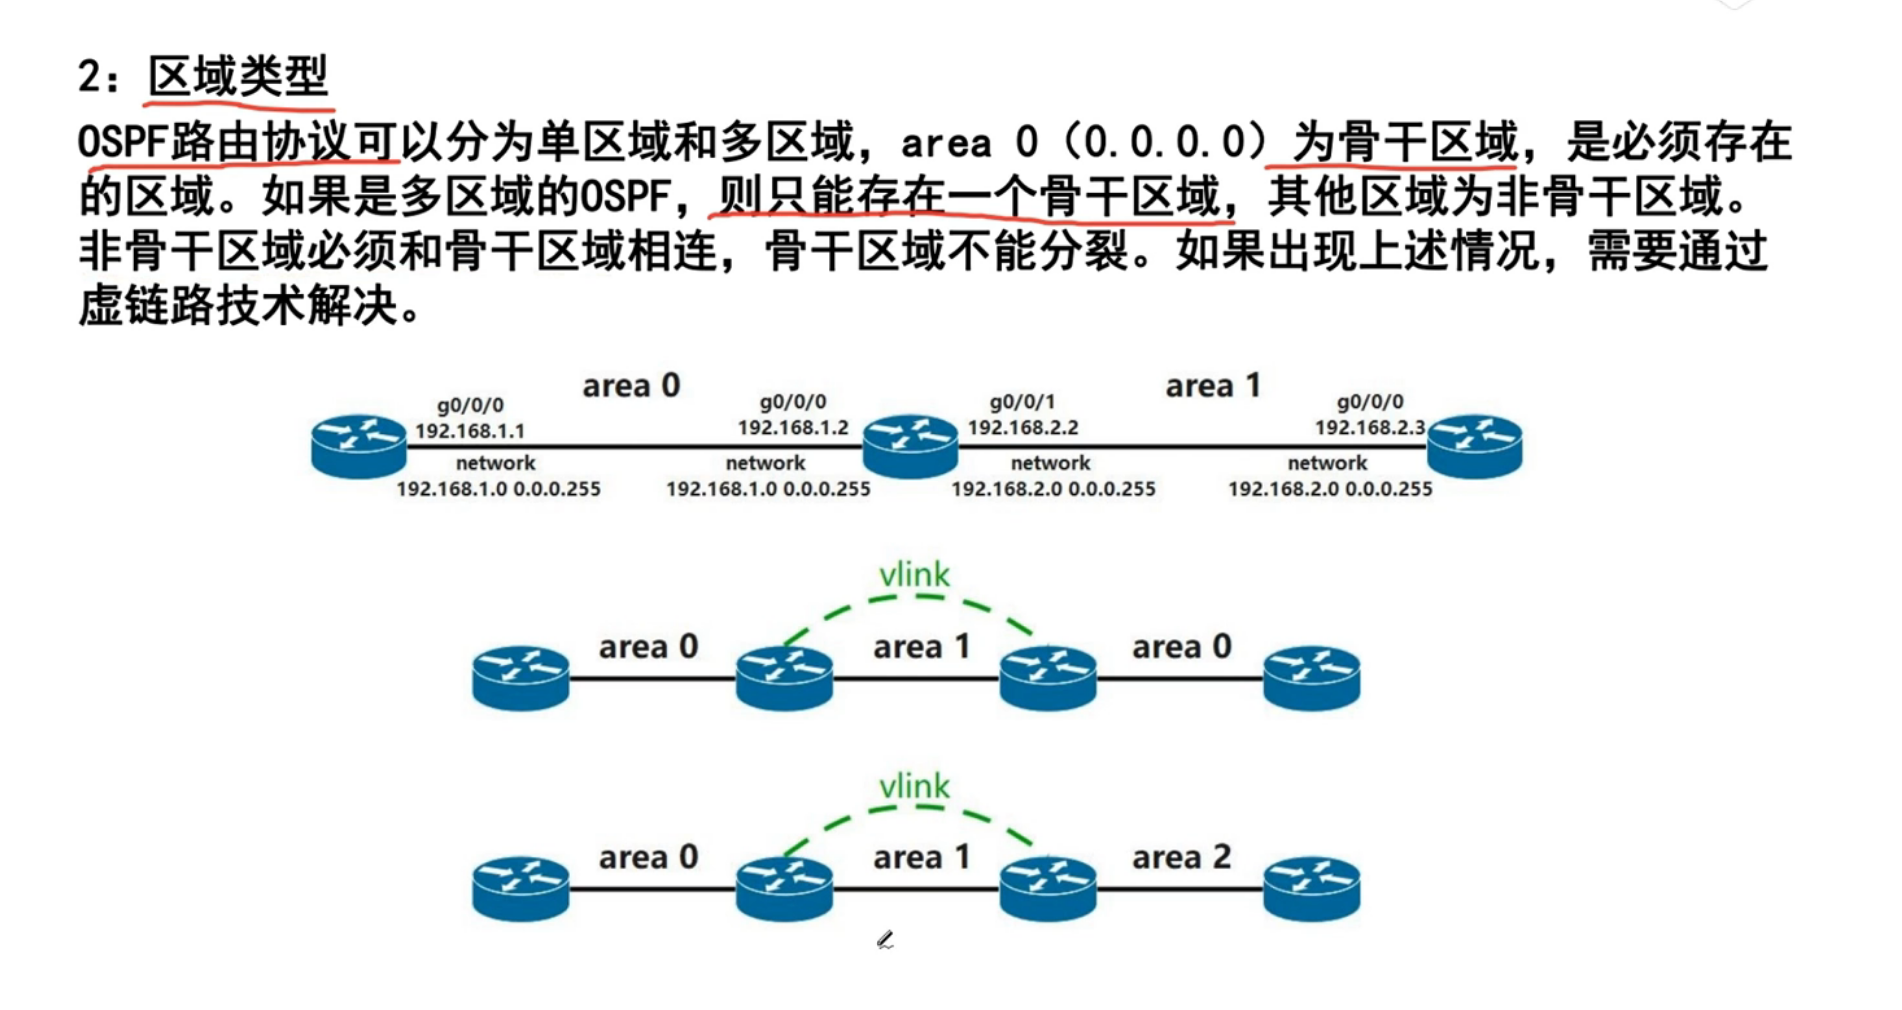 2：区域类型
OSPF路由协议可以分为单区域和多区域，area 0（0.0.0.0）为骨干区域，是必须存在
的区域。如果是多区域的OSPF，则只能存在一个骨干区域，其他区域为非骨干区域。
非骨干区域必须和骨干区域相连，骨干区域不能分裂。如果出现上述情况，需要通过
虚链路技术解决。
area 0 area 1
g0/0/0 g0/0/0 g0/0/1 g0/0/0
192.168.1.1 192.168.1.2 192.168.2.2 192.168.2.3
network network network network
192.168.1.0 0.0.0.255 192.168.1.0 0.0.0.255 192.168.2.0 0.0.0.255 192.168.2.0 0.0.0.255
vlink
area 0 area 1 area 0
vlink
area 0 area 1 area 2